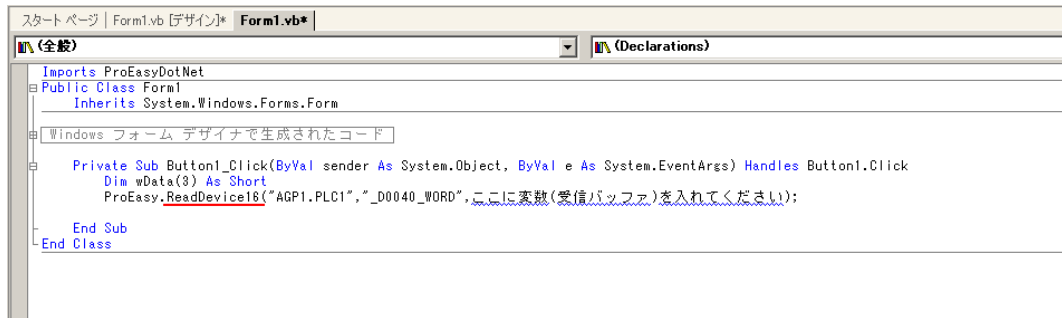 スタート ページ | Form1.vb [デザイン]* Form1.vb*
(全般) (Declarations)
Imports ProEasyDotNet
Public Class Form1
Inherits System.Windows.Forms.Form
Windows フォーム デザイナで生成されたコード
Private Sub Button1_Click(ByVal sender As System.Object, ByVal e As System.EventArgs) Handles Button1.Click
Dim wData(3) As Short
ProEasy.ReadDevice16("AGP1.PLC1","_D0040_WORD",ここに変数(受信バッファ)を入れてください);
End Sub
End Class